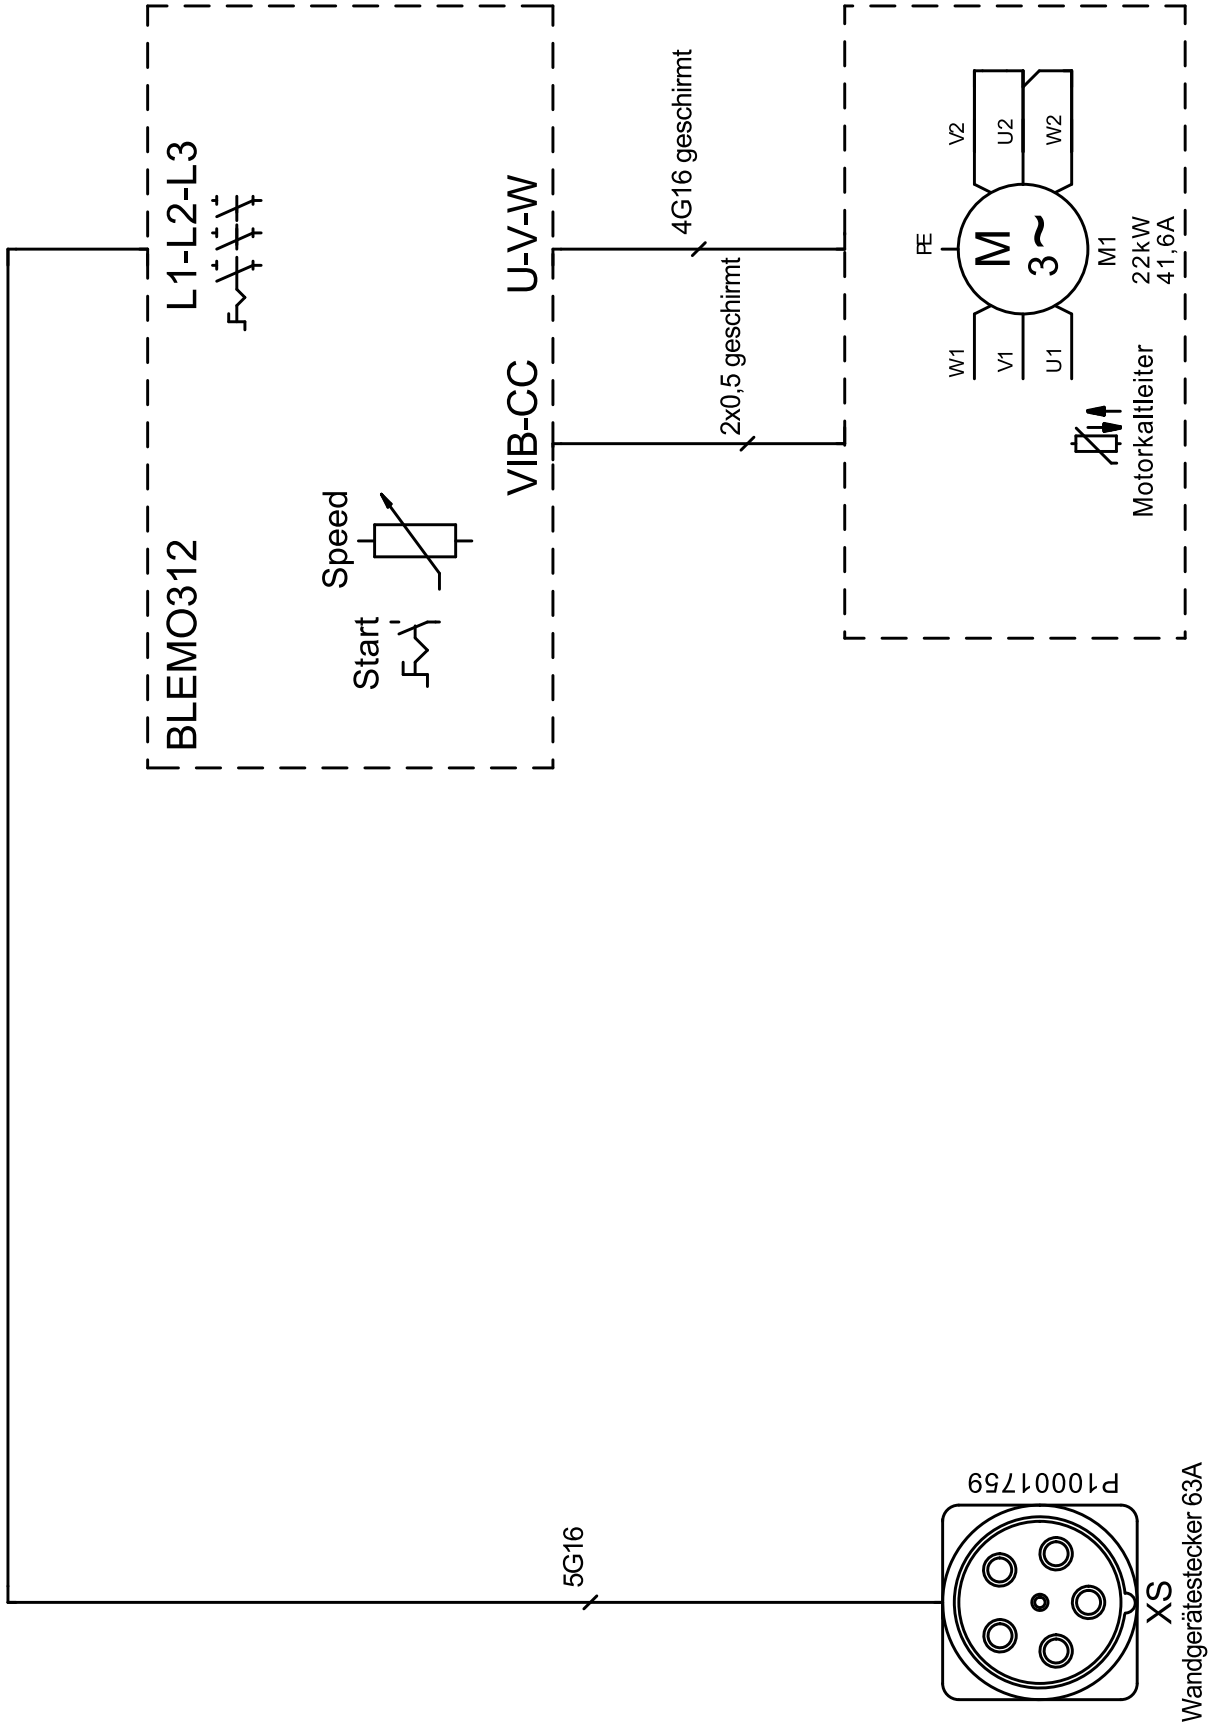 BLEMO312
L1-L2-L3
Start
Speed
VIB-CC
U-V-W
2x0,5 geschirmt
4G16 geschirmt
PE
W1
V1
U1
V2
U2
W2
M
3~
M1
22kW
41,6A
Motorkaltleiter
5G16
P10001759
XS
Wandgerätestecker 63A